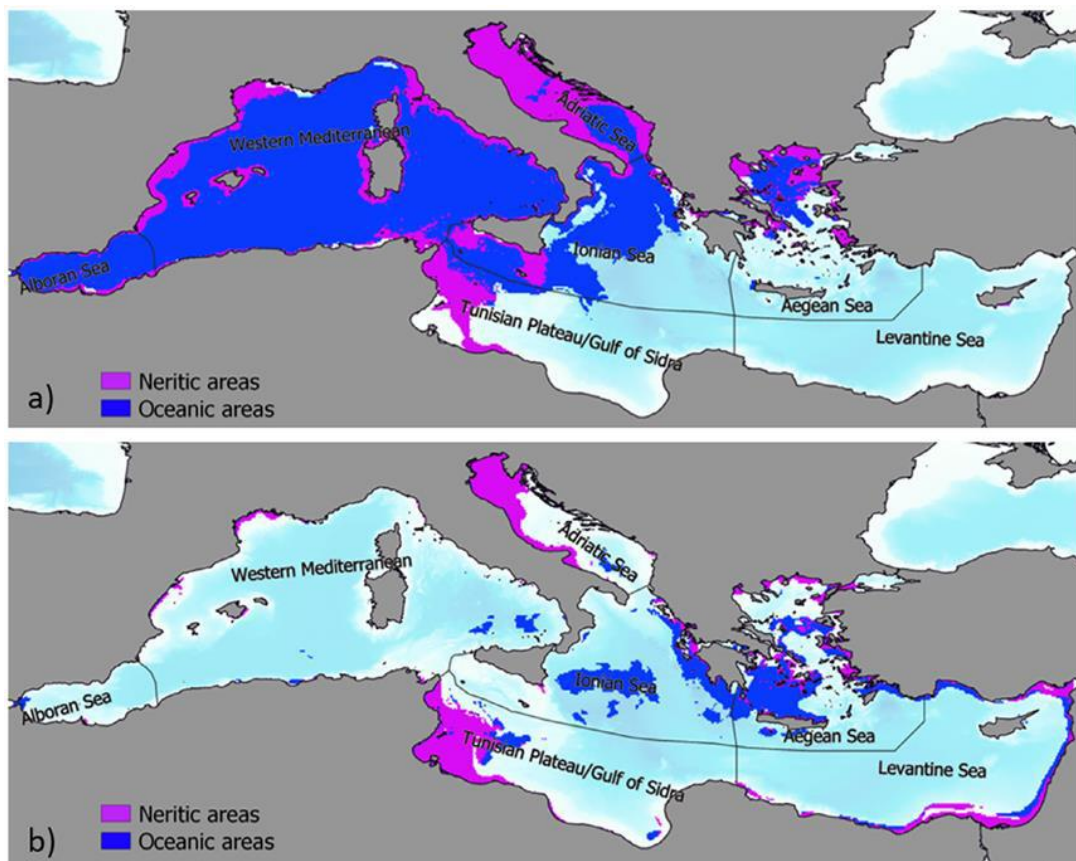 Adriatic Sea
Western Mediterranean
Ionian Sea
Alboran Sea
Aegean Sea
Tunisian Plateau/Gulf of Sidra
Levantine Sea
Neritic areas
Oceanic areas
a)
Adriatic Sea
Western Mediterranean
Ionian Sea
Alboran Sea
Aegean Sea
Tunisian Plateau/Gulf of Sidra
Levantine Sea
Neritic areas
Oceanic areas
b)